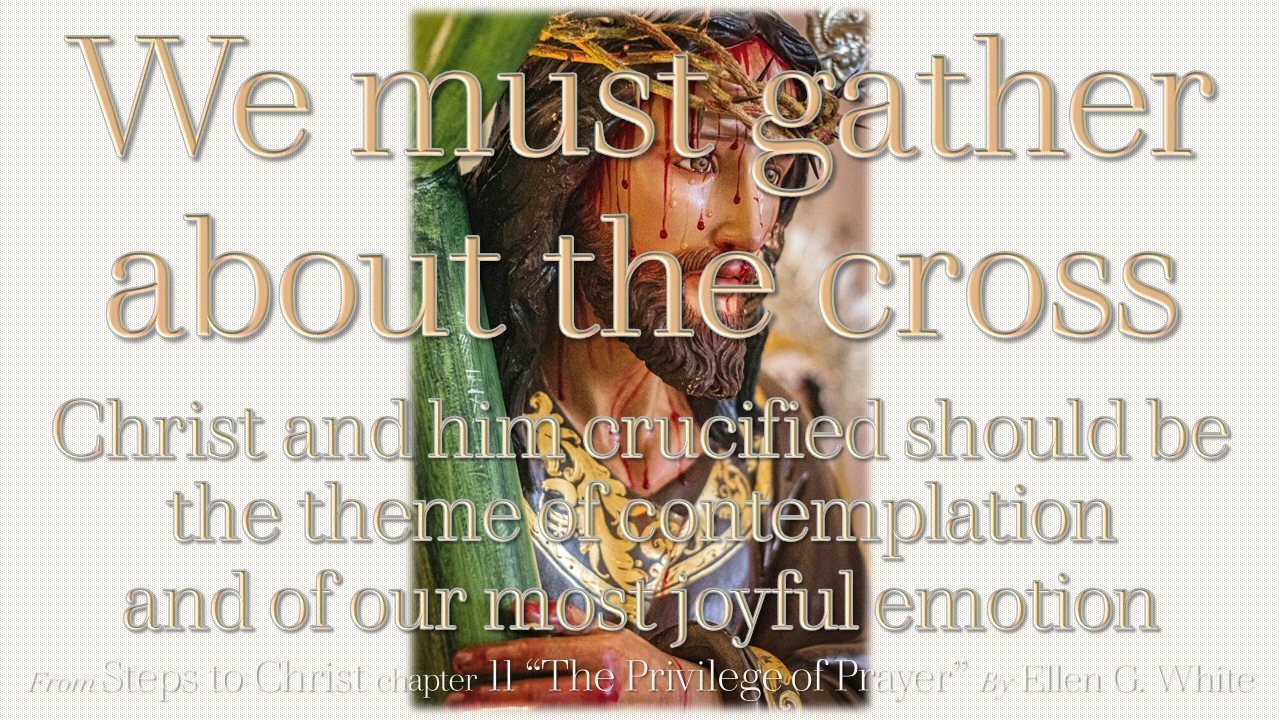 We must gather
about the cross
Christ and him crucified should be
the theme of contemplation
and of our most joyful emotion
From Steps to Christ chapter 11 “The Privilege of Prayer” By Ellen G. White